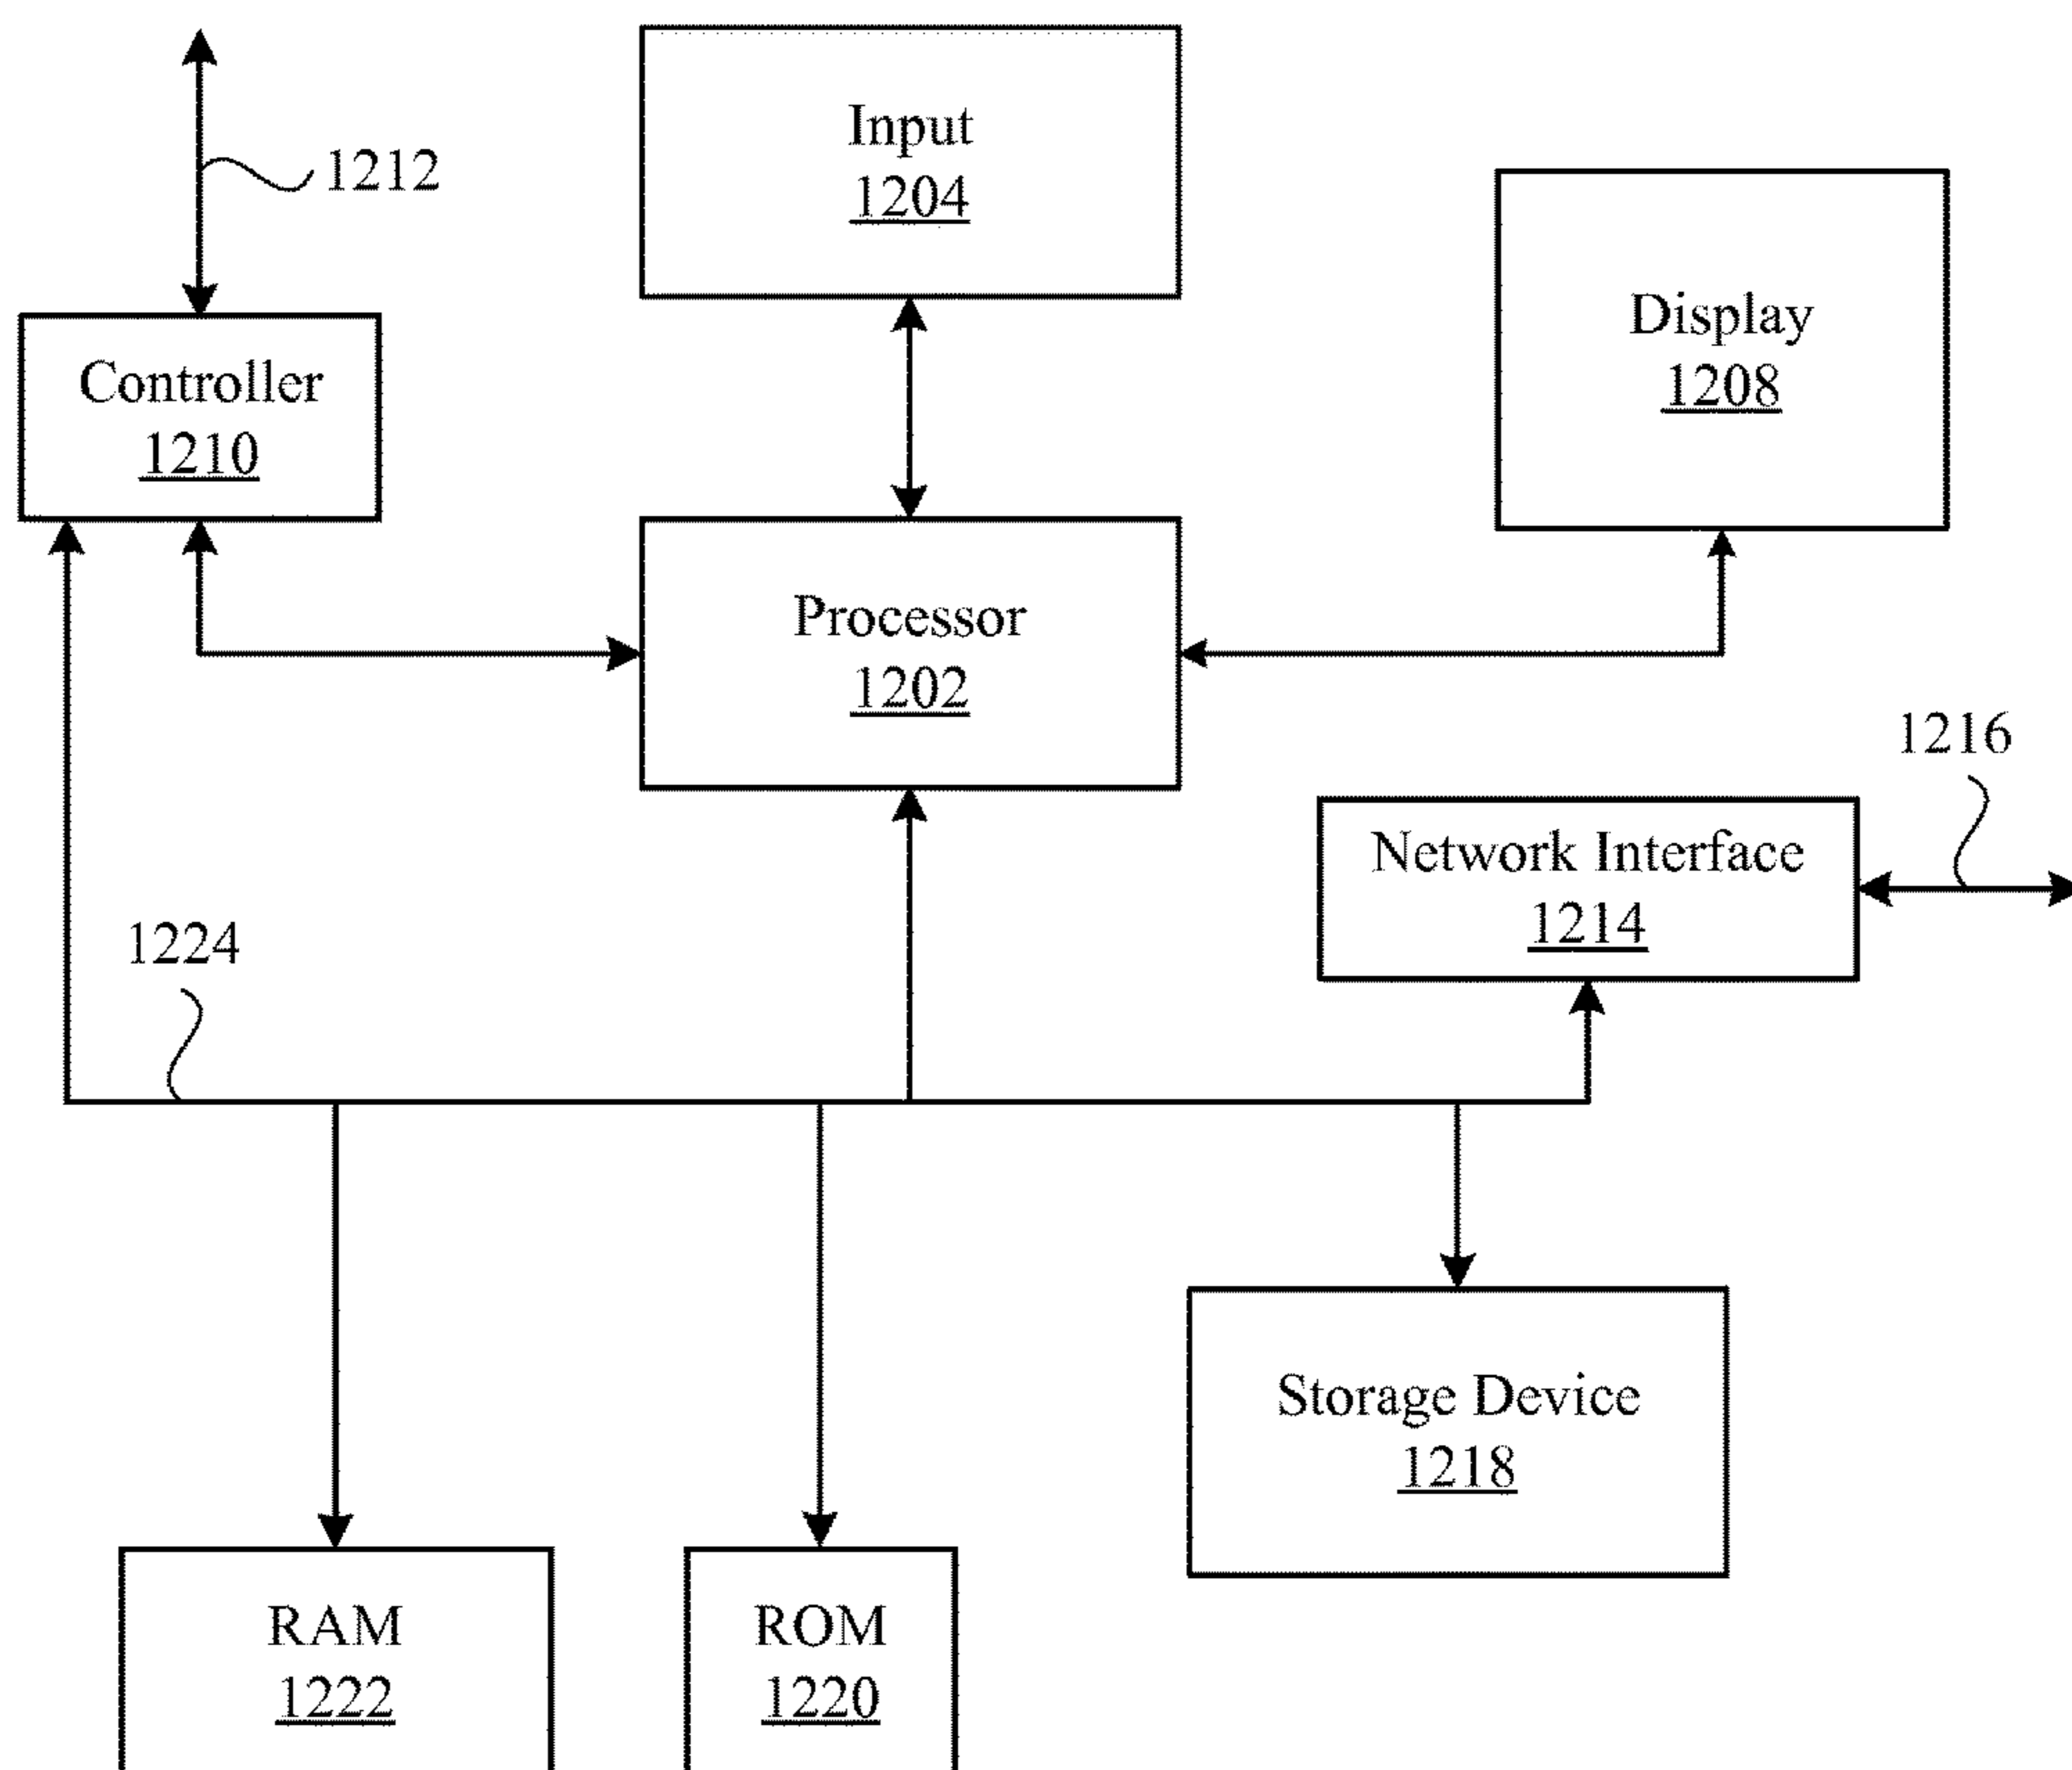 1212
Input
1204
Display
1208
Controller
1210
Processor
1202
1216
Network Interface
1214
1224
Storage Device
1218
RAM
1222
ROM
1220